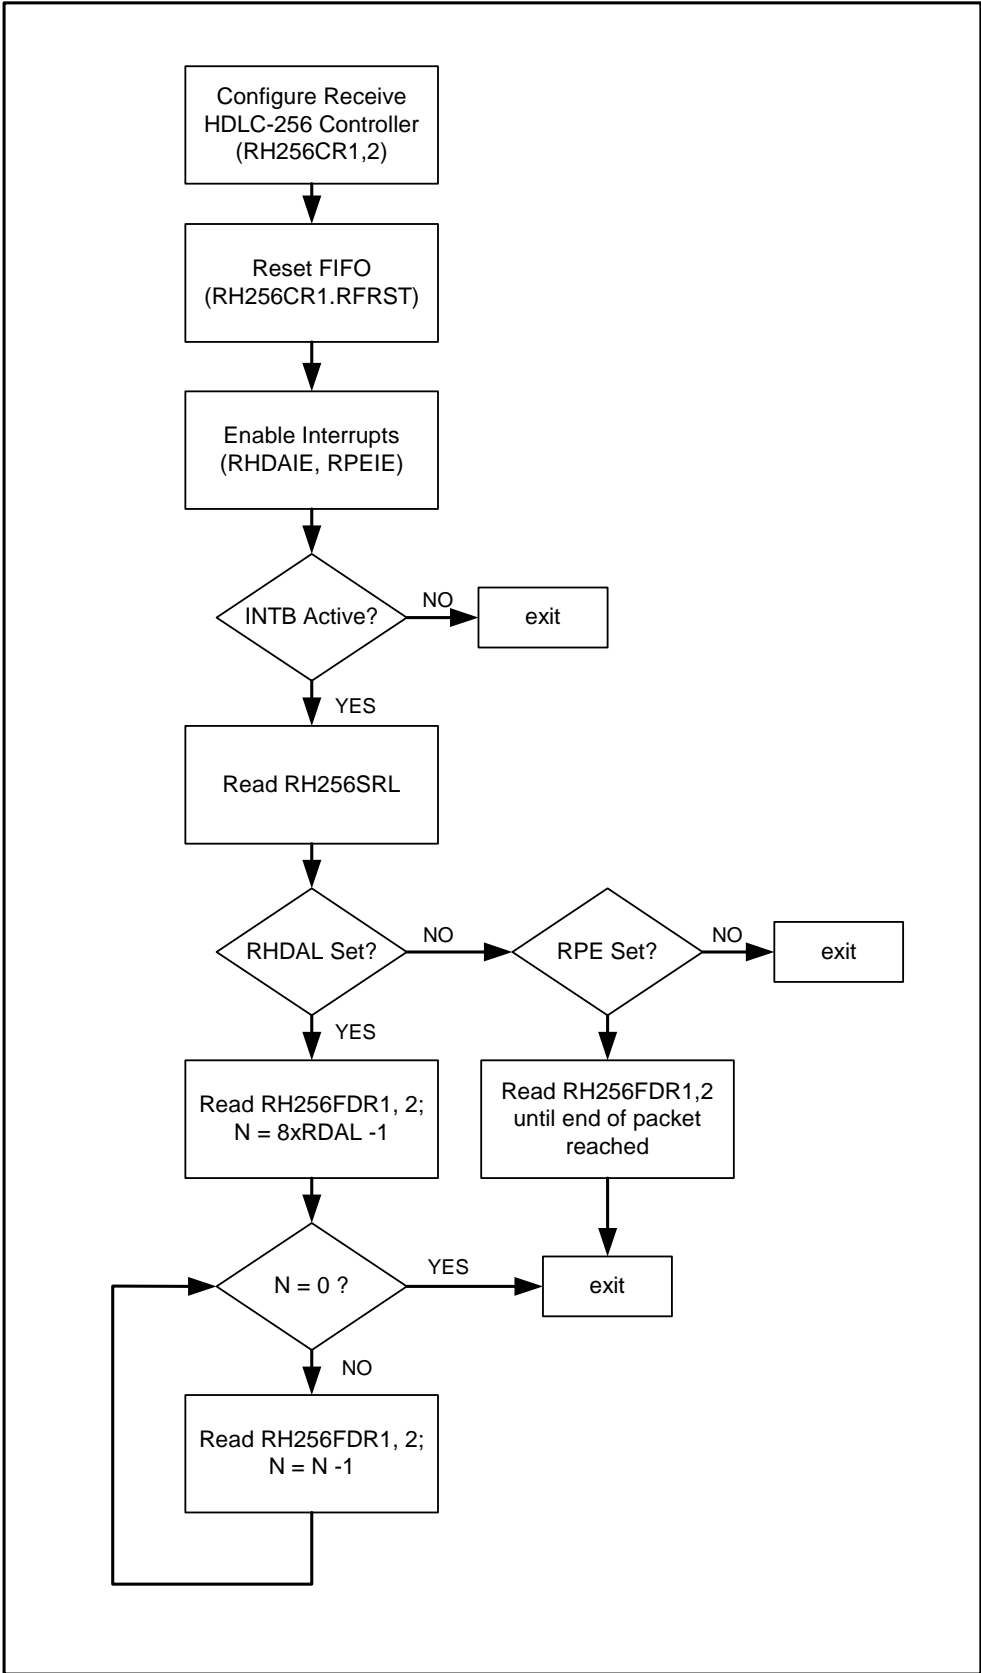 Configure Receive
HDLC-256 Controller
(RH256CR1,2)
Reset FIFO
(RH256CR1.RFRST)
Enable Interrupts
(RHDAIE, RPEIE)
INTB Active?
NO
exit
YES
Read RH256SRL
RHDAL Set?
NO
RPE Set?
NO
exit
YES
Read RH256FDR1, 2;
N = 8xRDAL -1
Read RH256FDR1,2
until end of packet
reached
N = 0 ?
YES
exit
NO
Read RH256FDR1, 2;
N = N -1